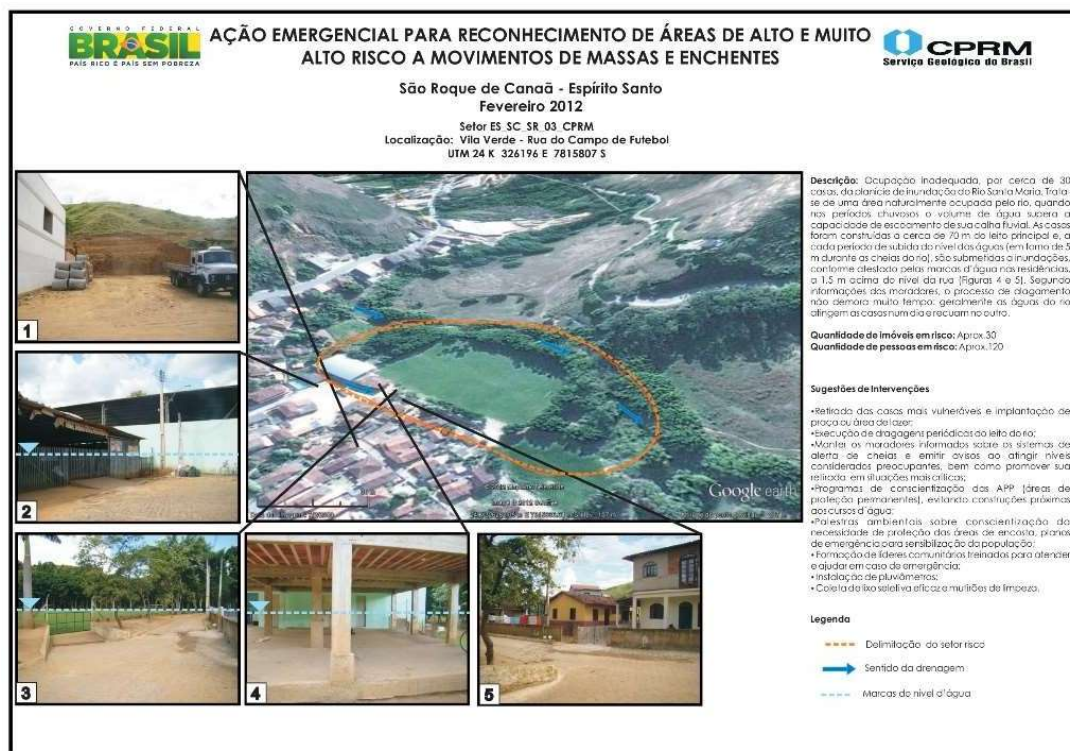 GOVERNO FEDERAL
BRASIL
PAÍS RICO É PAÍS SEM POBREZA
AÇÃO EMERGENCIAL PARA RECONHECIMENTO DE ÁREAS DE ALTO E MUITO
ALTO RISCO A MOVIMENTOS DE MASSAS E ENCHENTES
CPRM
Serviço Geológico do Brasil
São Roque de Canaã - Espírito Santo
Fevereiro 2012
Setor ES_SC_SR_03_CPRM
Localização: Vila Verde - Rua do Campo de Futebol
UTM 24 K 326196 E 7815807 S
1
2
3
4
5
Google earth
Descrição: Ocupação inadequada, por cerca de 30
casas, da planície de inundação do Rio Santa Maria. Trata-
se de uma área naturalmente ocupada pelo rio, quando
nos períodos chuvosos o volume de água supera a
capacidade de escoamento de sua calha fluvial. As casas
foram construídas a cerca de 70 m do leito principal e, a
cada período de subida do nível das águas (em torno de 5
m durante as cheias do rio), são submetidas a inundações,
conforme atestado pelas marcas d'água nas residências,
a 1,5 m acima do nível da rua (Figuras 4 e 5). Segundo
informações dos moradores, o processo de alagamento
não demora muito tempo: geralmente as águas do rio
atingem as casas num dia e recuam no outro.
Quantidade de imóveis em risco: Aprox.30
Quantidade de pessoas em risco: Aprox.120
Sugestões de Intervenções
•Retirada das casas mais vulneráveis e implantação de
praça ou área de lazer;
•Execução de dragagens periódicas do leito do rio;
•Manter os moradores informados sobre os sistemas de
alerta de cheias e emitir avisos ao atingir níveis
considerados preocupantes, bem como promover sua
retirada em situações mais críticas;
•Programas de conscientização das APP (áreas de
proteção permanentes), evitando construções próximas
aos cursos d'água;
•Palestras ambientais sobre conscientização da
necessidade de proteção das áreas de encosta, planos
de emergência para sensibilização da população;
•Formação de líderes comunitários treinados para atender
e ajudar em caso de emergência;
•Instalação de pluviômetros;
•Coleta de lixo seletiva eficaz e mutirões de limpeza.
Legenda
Delimitação do setor risco
Sentido da drenagem
Marcas do nível d'água